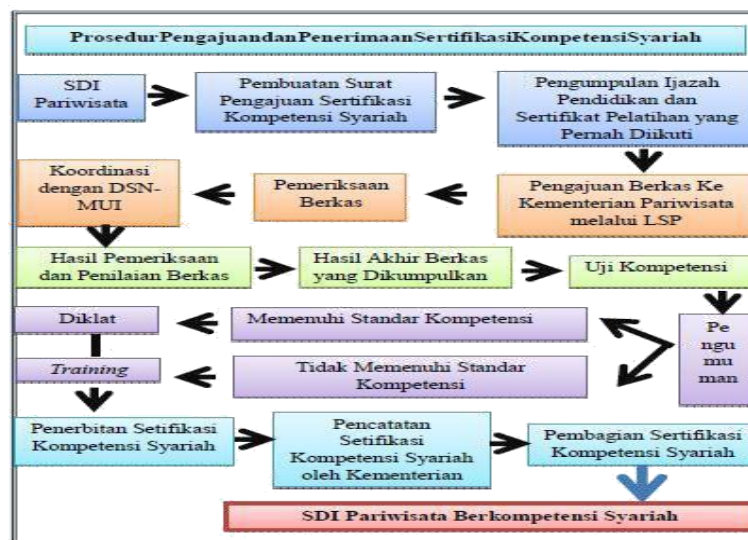 ProsedurPengajuandanPenerimaanSertifikasiKompetensiSyariah
SDI
Pariwisata
Pembuatan Surat
Pengajuan Sertifikasi
Kompetensi Syariah
Pengumpulan Ijazah
Pendidikan dan
Sertifikat Pelatihan yang
Pernah Diikuti
Koordinasi
dengan DSN-
MUI
Pemeriksaan
Berkas
Pengajuan Berkas Ke
Kementerian Pariwisata
melalui LSP
Hasil Pemeriksaan
dan Penilaian Berkas
Hasil Akhir Berkas
yang Dikumpulkan
Uji Kompetensi
Diklat
Memenuhi Standar Kompetensi
Pe
ngu
mu
man
Training
Tidak Memenuhi Standar
Kompetensi
Penerbitan Setifikasi
Kompetensi Syariah
Pencatatan
Setifikasi
Kompetensi Syariah
oleh Kementerian
Pembagian Sertifikasi
Kompetensi Syariah
SDI Pariwisata Berkompetensi Syariah